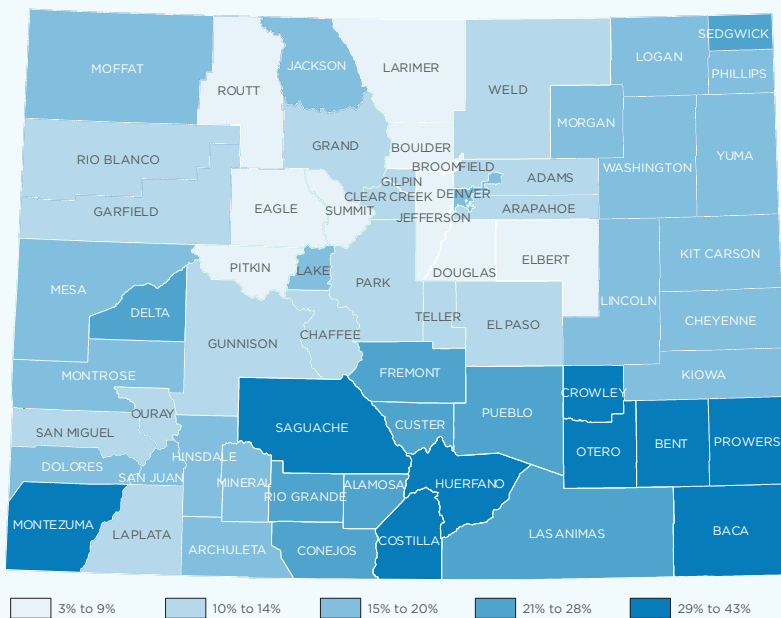 SEDGWICK
LOGAN
MOFFAT
JACKSON
LARIMER
PHILLIPS
ROUTT
WELD
MORGAN
GRAND
BOULDER
YUMA
RIO BLANCO
BROOMFIELD
WASHINGTON
GILPIN
ADAMS
CLEAR CREEK
DENVER
GARFIELD
EAGLE
SUMMIT
ARAPAHOE
JEFFERSON
KIT CARSON
ELBERT
PITKIN
LAKE
DOUGLAS
PARK
MESA
LINCOLN
DELTA
TELLER
CHEYENNE
EL PASO
CHAFFEE
GUNNISON
MONTROSE
FREMONT
KIOWA
CROWLEY
OURAY
PUEBLO
SAGUACHE
CUSTER
SAN MIGUEL
BENT
PROWERS
OTERO
HINSDALE
DOLORES
SAN JUAN
MINERAL
ALAMOSA
HUERFANO
RIO GRANDE
MONTEZUMA
BACA
LA PLATA
LAS ANIMAS
COSTILLA
ARCHULETA
CONEJOS
3% to 9%
10% to 14%
15% to 20%
21% to 28%
29% to 43%